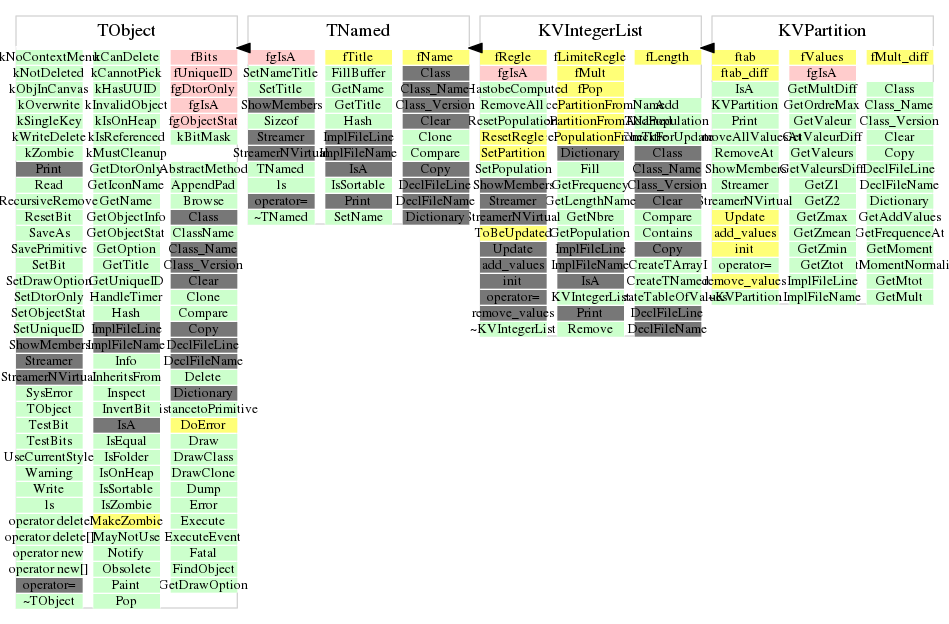 TObject
kNoContextMenu kCanDelete fBits
kNotDeleted kCannotPick fUniqueID
kObjInCanvas kHasUUID fgDtorOnly
kOverwrite kInvalidObject fgIsA
kSingleKey kIsOnHeap fgObjectStat
kWriteDelete kIsReferenced kBitMask
kZombie kMustCleanup
Print GetDtorOnly AbstractMethod
Read GetIconName AppendPad
RecursiveRemove GetName Browse
ResetBit GetObjectInfo Class
SaveAs GetObjectStat ClassName
SavePrimitive GetOption Class_Name
SetBit GetTitle Class_Version
SetDrawOption GetUniqueID Clear
SetDtorOnly HandleTimer Clone
SetObjectStat Hash Compare
SetUniqueID ImplFileLine Copy
ShowMembers ImplFileName DeclFileLine
Streamer Info DeclFileName
StreamerNVirtual InheritsFrom Delete
SysError Inspect Dictionary
TObject InvertBit DistancetoPrimitive
TestBit IsA DoError
TestBits IsEqual Draw
UseCurrentStyle IsFolder DrawClass
Warning IsOnHeap DrawClone
Write IsSortable Dump
ls IsZombie Error
operator delete MakeZombie Execute
operator delete[] MayNotUse ExecuteEvent
operator new Notify Fatal
operator new[] Obsolete FindObject
operator= Paint GetDrawOption
~TObject Pop
TNamed
fgIsA fTitle fName
SetNameTitle FillBuffer Class
SetTitle GetName Class_Name
ShowMembers GetTitle Class_Version
Sizeof Hash Clear
Streamer ImplFileLine Clone
StreamerNVirtual ImplFileName Compare
TNamed IsA Copy
ls IsSortable DeclFileLine
operator= Print DeclFileName
~TNamed SetName Dictionary
KVIntegerList
fRegle fLimiteRegle fLength
fgIsA fMult
HastobeComputed fPop
RemoveAll Add
ResetPopulation
ResetRegle
SetPartition Dictionary Class
SetPopulation Fill Class_Name
ShowMembers GetFrequency Class_Version
Streamer GetLengthName Clear
StreamerNVirtual GetNbre Compare
ToBeUpdated GetPopulation Contains
Update ImplFileLine Copy
add_values ImplFileName CreateTArrayI
init IsA CreateTNamed
operator= KVIntegerList
remove_values Print DeclFileLine
~KVIntegerList Remove DeclFileName
KVPartition
ftab fValues fMult_diff
ftab_diff fgIsA
IsA GetMultDiff Class
KVPartition GetOrdreMax Class_Name
Print GetValeur Class_Version
GetValeurDiff Clear
RemoveAt GetValeurs Copy
ShowMembers GetValeursDiff DeclFileLine
Streamer GetZ1 DeclFileName
StreamerNVirtual GetZ2 Dictionary
Update GetZmax GetAddValues
add_values GetZmean GetFrequenceAt
init GetZmin GetMoment
operator= GetZtot
remove_values ImplFileLine GetMtot
~KVPartition ImplFileName GetMult